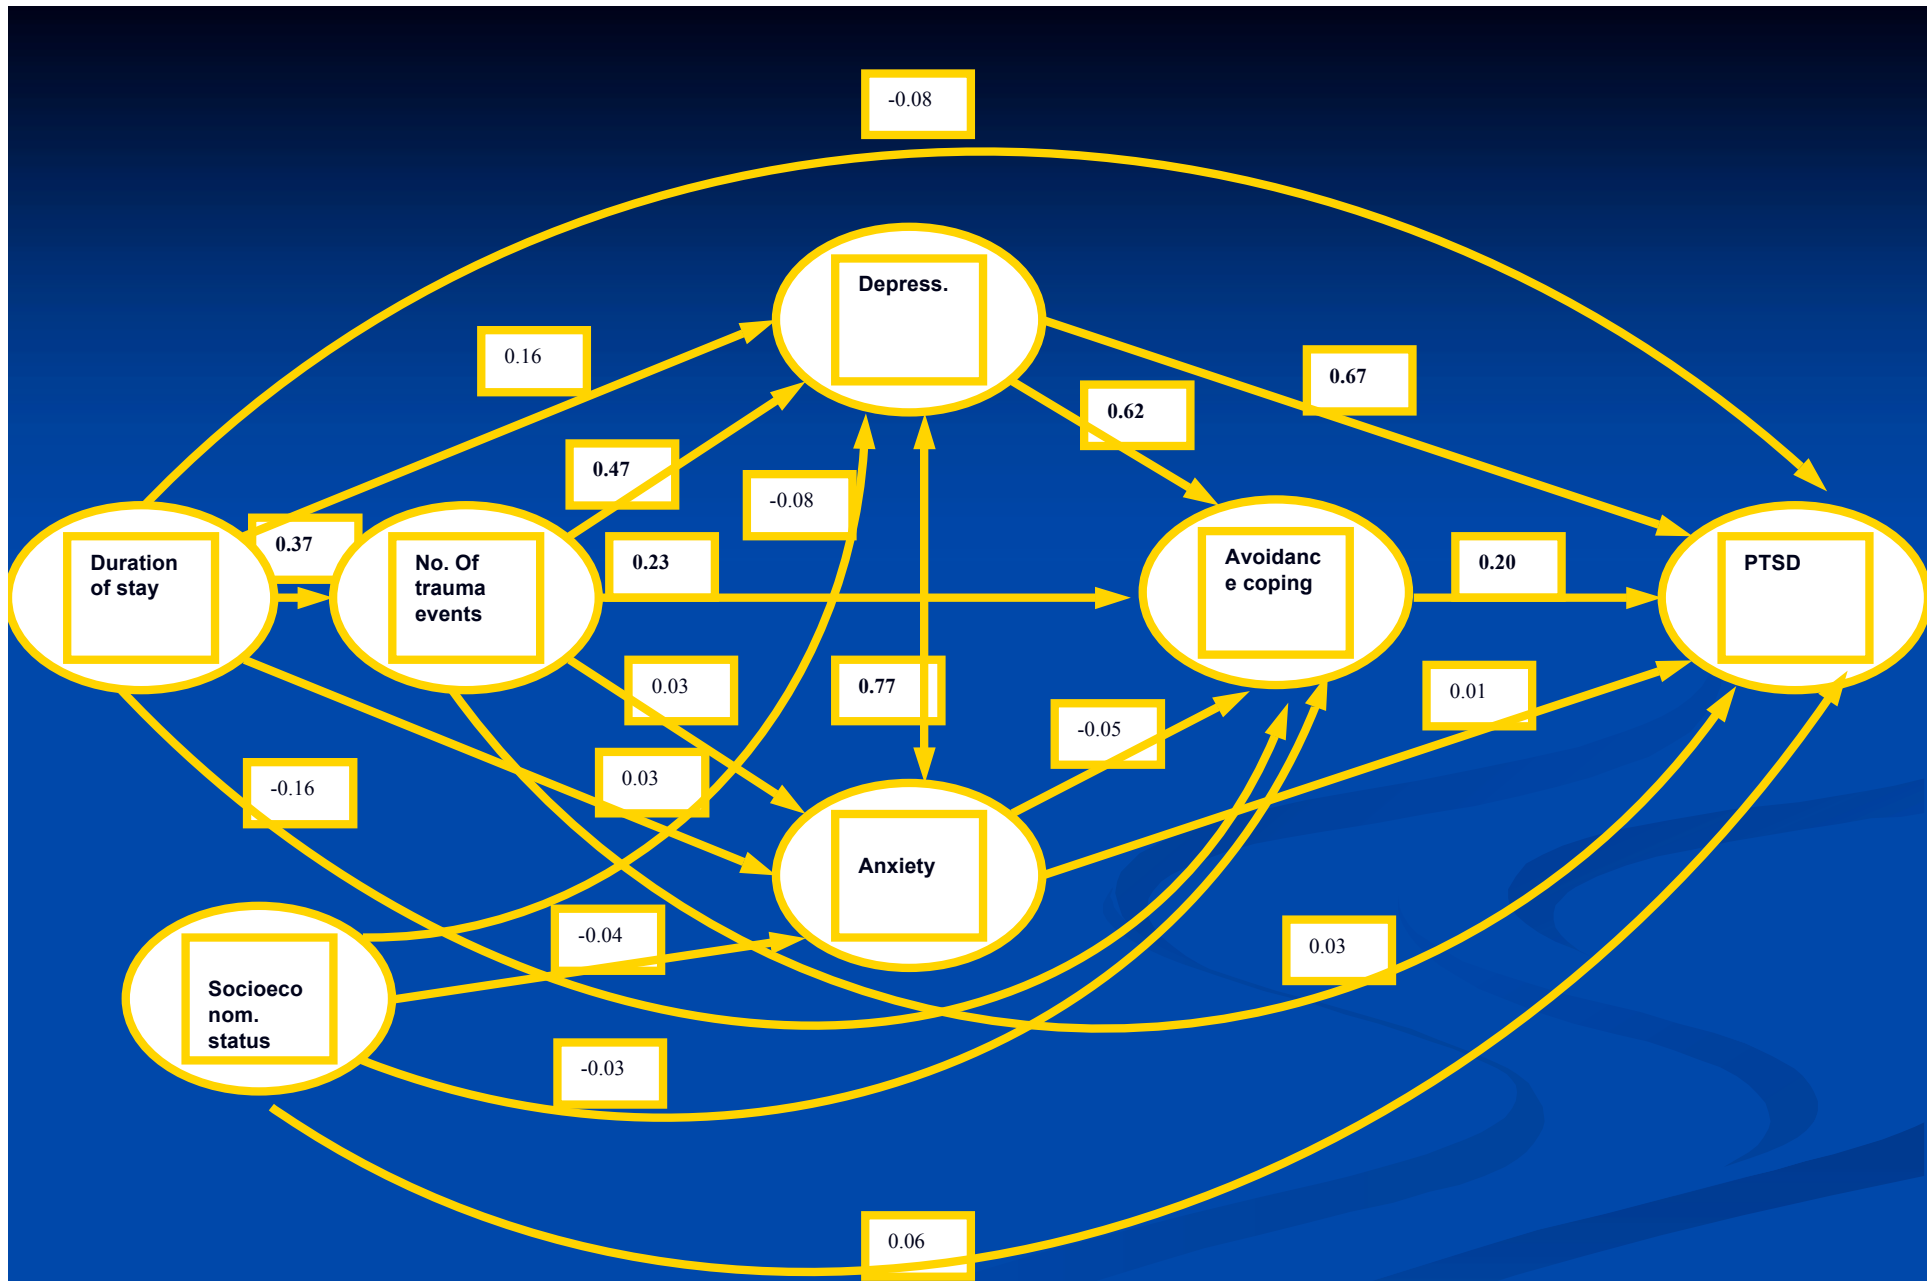 -0.08
Depress.
0.16
0.67
0.62
0.47
-0.08
0.37
0.23
0.20
Duration
of stay
No. Of
trauma
events
Avoidanc
e coping
PTSD
0.03
0.77
0.01
-0.05
-0.16
0.03
Anxiety
-0.04
0.03
Socioeco
nom.
status
-0.03
0.06